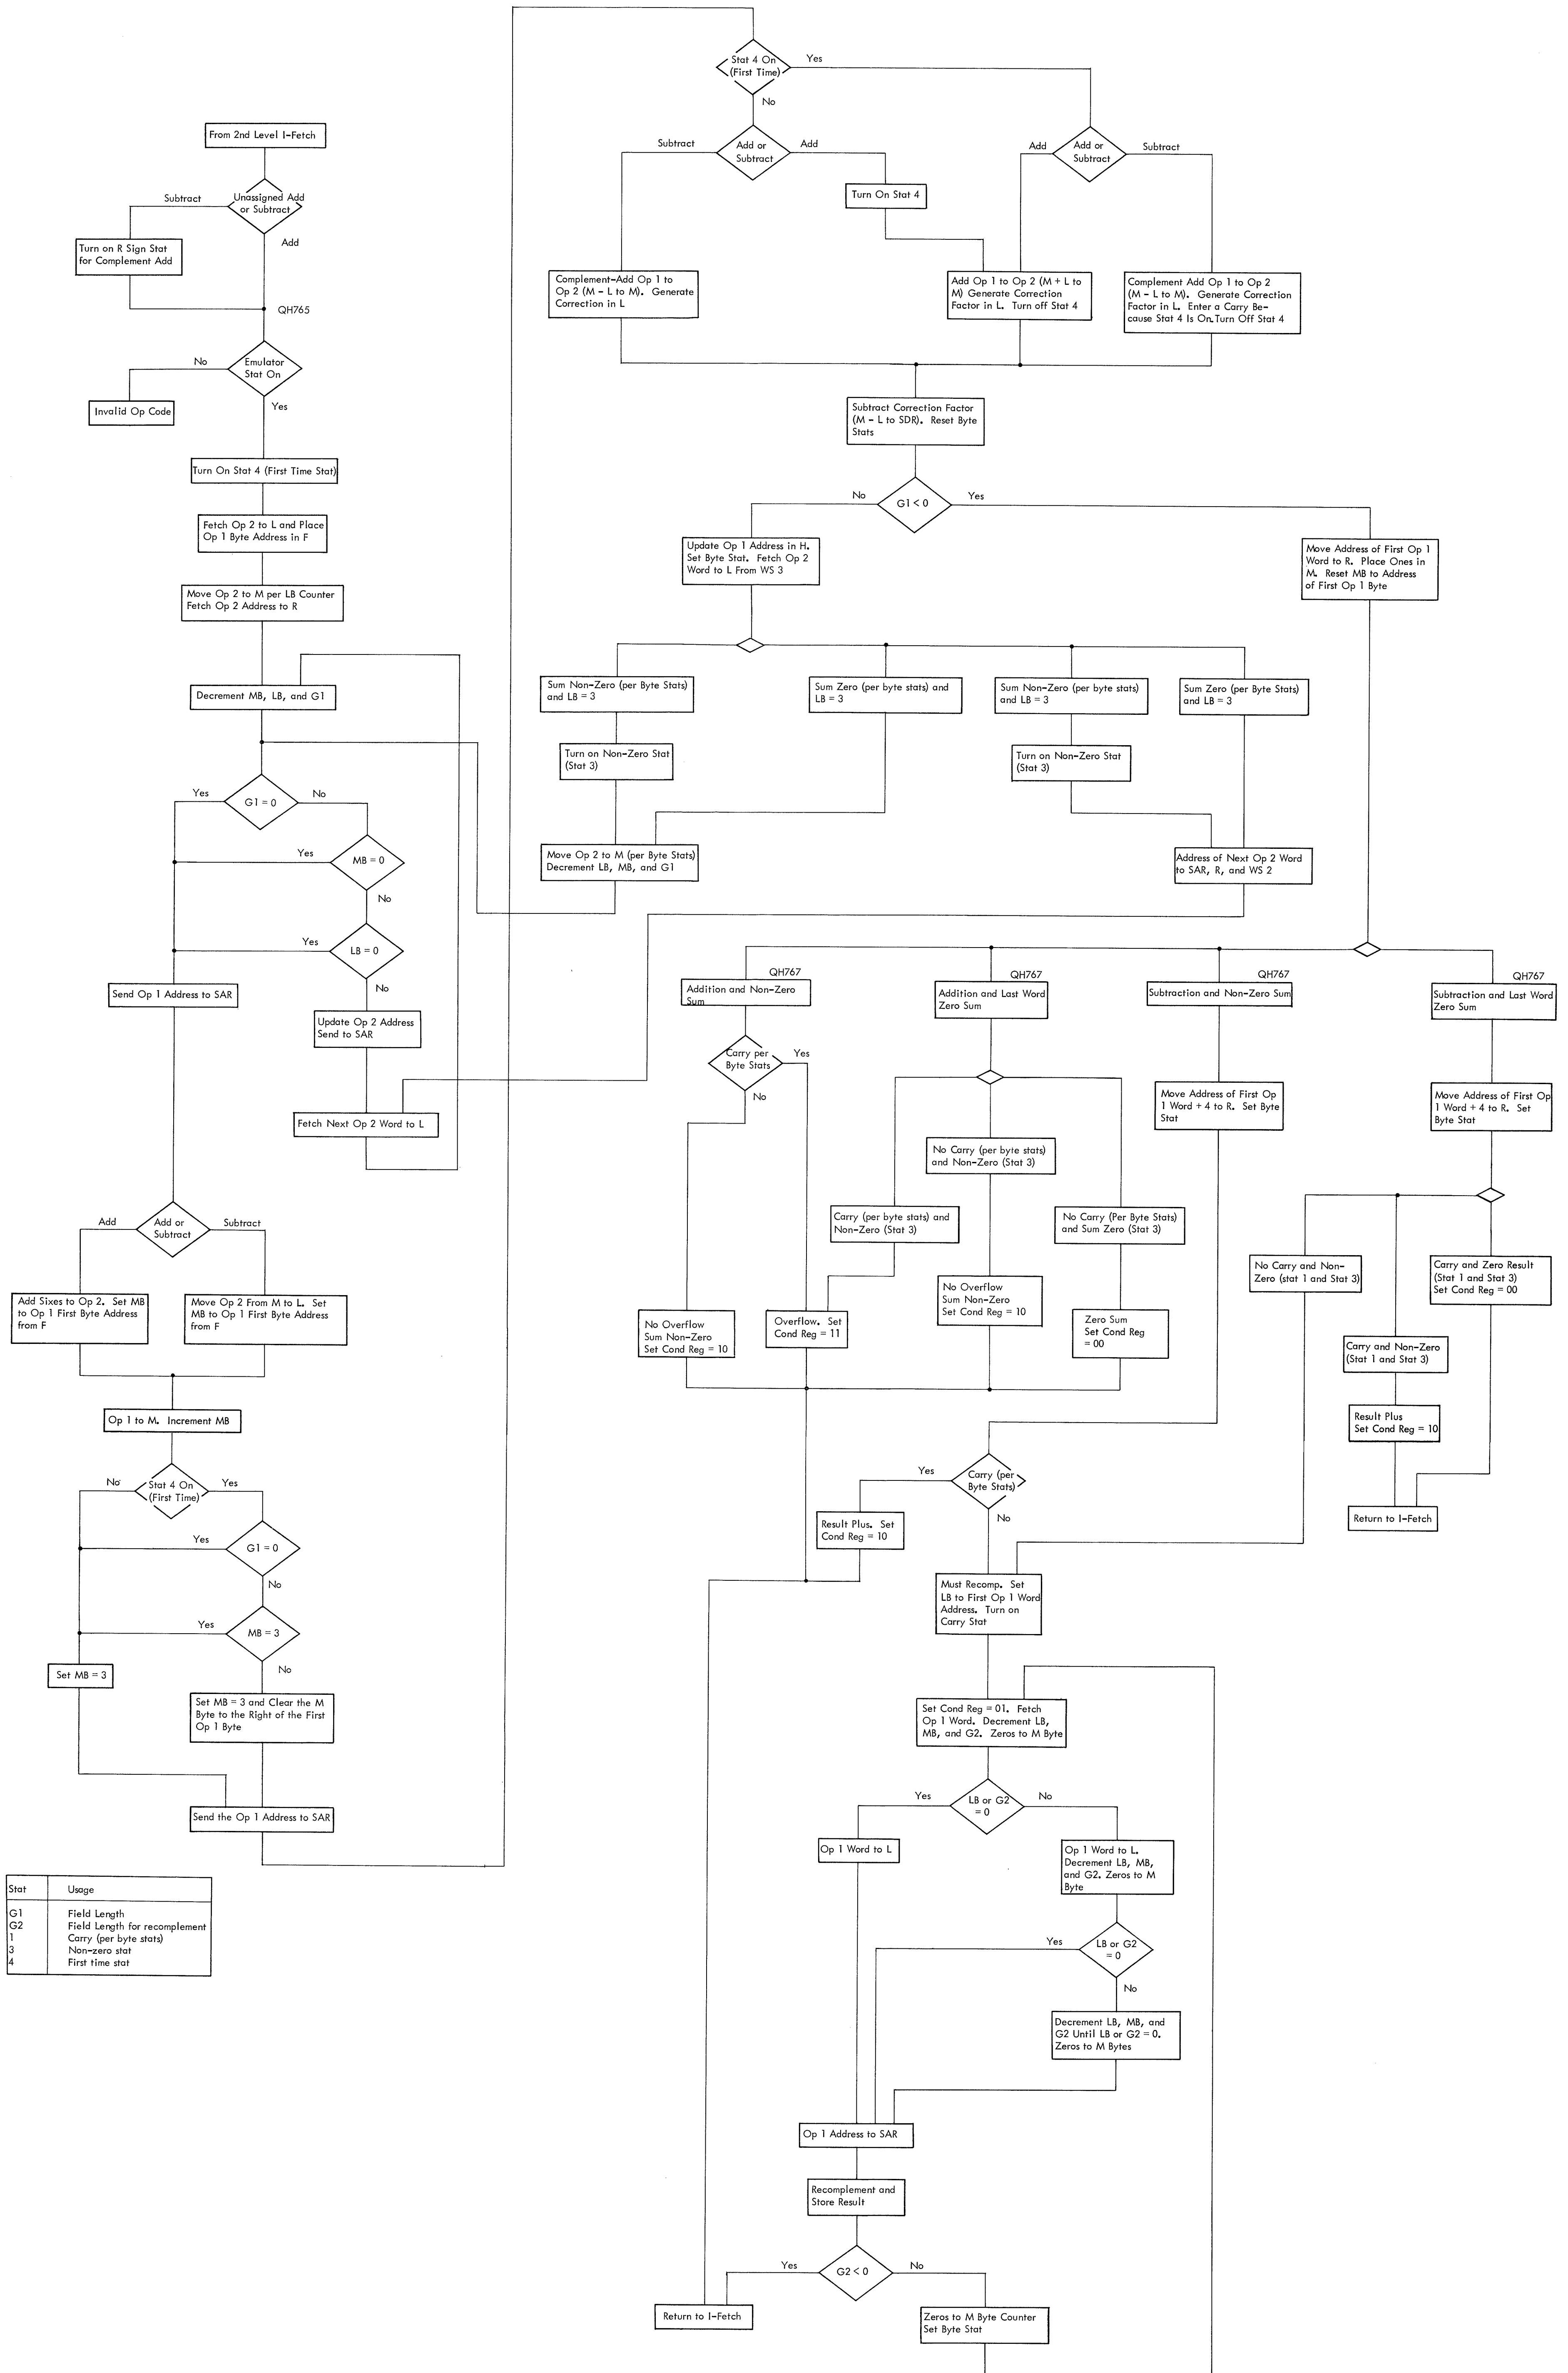 From 2nd Level I-Fetch
Unassigned Add
or Subtract
Subtract
Add
Turn on R Sign Stat
for Complement Add
QH765
Emulator
Stat On
No
Yes
Invalid Op Code
Turn On Stat 4 (First Time Stat)
Fetch Op 2 to L and Place
Op 1 Byte Address in F
Move Op 2 to M per LB Counter
Fetch Op 2 Address to R
Decrement MB, LB, and G1
G1 = 0
Yes
No
MB = 0
Yes
No
LB = 0
Yes
No
Send Op 1 Address to SAR
Update Op 2 Address
Send to SAR
Fetch Next Op 2 Word to L
Add or
Subtract
Add
Subtract
Add Sixes to Op 2. Set MB
to Op 1 First Byte Address
from F
Move Op 2 From M to L. Set
MB to Op 1 First Byte Address
from F
Op 1 to M. Increment MB
Stat 4 On
(First Time)
No
Yes
G1 = 0
Yes
No
MB = 3
Yes
No
Set MB = 3
Set MB = 3 and Clear the M
Byte to the Right of the First
Op 1 Byte
Send the Op 1 Address to SAR
Stat Usage
G1 Field Length
G2 Field Length for recomplement
1 Carry (per byte stats)
3 Non-zero stat
4 First time stat
Stat 4 On
(First Time)
Yes
No
Add or
Subtract
Subtract
Add
Turn On Stat 4
Add or
Subtract
Add
Subtract
Complement-Add Op 1 to
Op 2 (M - L to M). Generate
Correction in L
Add Op 1 to Op 2 (M + L to
M) Generate Correction
Factor in L. Turn off Stat 4
Complement Add Op 1 to Op 2
(M - L to M). Generate Correction
Factor in L. Enter a Carry Be-
cause Stat 4 Is On. Turn Off Stat 4
Subtract Correction Factor
(M - L to SDR). Reset Byte
Stats
G1 < 0
No
Yes
Update Op 1 Address in H.
Set Byte Stat. Fetch Op 2
Word to L From WS 3
Move Address of First Op 1
Word to R. Place Ones in
M. Reset MB to Address
of First Op 1 Byte
Sum Non-Zero (per Byte Stats)
and LB = 3
Sum Zero (per byte stats) and
LB = 3
Sum Non-Zero (per byte stats)
and LB = 3
Sum Zero (per Byte Stats)
and LB = 3
Turn on Non-Zero Stat
(Stat 3)
Turn on Non-Zero Stat
(Stat 3)
Move Op 2 to M (per Byte Stats)
Decrement LB, MB, and G1
Address of Next Op 2 Word
to SAR, R, and WS 2
QH767
Addition and Non-Zero
Sum
QH767
Addition and Last Word
Zero Sum
QH767
Subtraction and Non-Zero Sum
QH767
Subtraction and Last Word
Zero Sum
Carry per
Byte Stats
Yes
No
Move Address of First Op
1 Word + 4 to R. Set Byte
Stat
Move Address of First Op
1 Word + 4 to R. Set
Byte Stat
No Carry (per byte stats)
and Non-Zero (Stat 3)
Carry (per byte stats) and
Non-Zero (Stat 3)
No Carry (Per Byte Stats)
and Sum Zero (Stat 3)
No Carry and Non-
Zero (stat 1 and Stat 3)
Carry and Zero Result
(Stat 1 and Stat 3)
Set Cond Reg = 00
No Overflow
Sum Non-Zero
Set Cond Reg = 10
Overflow. Set
Cond Reg = 11
No Overflow
Sum Non-Zero
Set Cond Reg = 10
Zero Sum
Set Cond Reg
= 00
Carry and Non-Zero
(Stat 1 and Stat 3)
Result Plus
Set Cond Reg = 10
Return to I-Fetch
Carry (per
Byte Stats)
Yes
No
Result Plus. Set
Cond Reg = 10
Must Recomp. Set
LB to First Op 1 Word
Address. Turn on
Carry Stat
Set Cond Reg = 01. Fetch
Op 1 Word. Decrement LB,
MB, and G2. Zeros to M Byte
LB or G2
= 0
Yes
No
Op 1 Word to L
Op 1 Word to L.
Decrement LB, MB,
and G2. Zeros to M
Byte
LB or G2
= 0
Yes
No
Decrement LB, MB, and
G2 Until LB or G2 = 0.
Zeros to M Bytes
Op 1 Address to SAR
Recomplement and
Store Result
G2 < 0
Yes
No
Return to I-Fetch
Zeros to M Byte Counter
Set Byte Stat